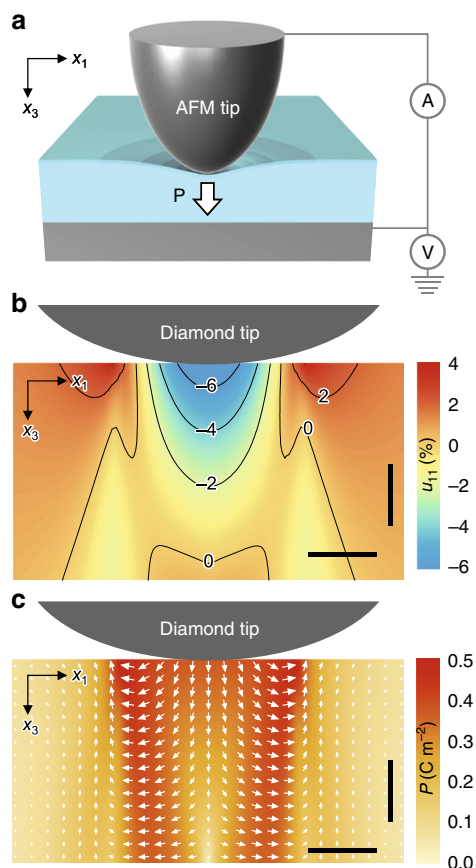 a
x1
x3
AFM tip
P
A
V
b
Diamond tip
x1
x3
–6
–4
–2
0
2
0
4
2
0
–2
–4
–6
u11 (%)
c
Diamond tip
x1
x3
0.5
0.4
0.3
0.2
0.1
0.0
P (C m–2)